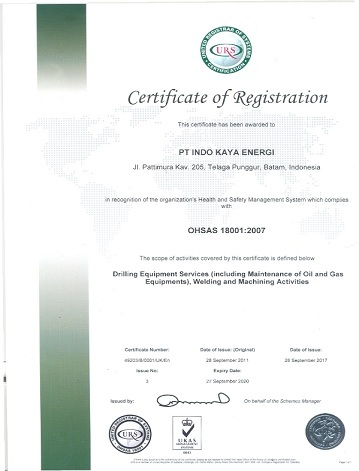 UNITED REGISTRAR OF SYSTEMS
URS
CERTIFICATION
Certificate of Registration
This certificate has been awarded to
PT INDO KAYA ENERGI
Jl. Pattimura Kav. 205, Telaga Punggur, Batam, Indonesia
in recognition of the organization's Health and Safety Management System which complies
with
OHSAS 18001:2007
The scope of activities covered by this certificate is defined below
Drilling Equipment Services (including Maintenance of Oil and Gas
Equipments), Welding and Machining Activities
Certificate Number: Date of Issue: (Original) Date of Issue:
49203/B/0001/UK/En 28 September 2011 28 September 2017
Issue No: Expiry Date:
3 27 September 2020
Issued by: On behalf of the Schemes Manager
URS
UKAS
MANAGEMENT
SYSTEMS